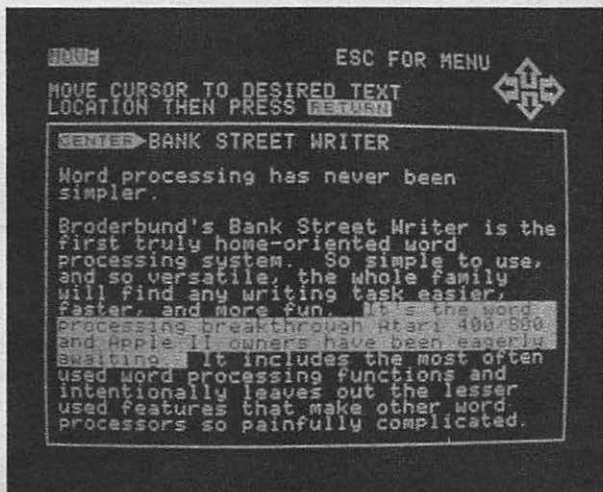 MOVE
ESC FOR MENU
MOVE CURSOR TO DESIRED TEXT
LOCATION THEN PRESS RETURN
CENTER BANK STREET WRITER
Word processing has never been
simpler.
Broderbund's Bank Street Writer is the
first truly home-oriented word
processing system. So simple to use,
and so versatile, the whole family
will find any writing task easier,
faster, and more fun. It's the word
processing breakthrough Atari 400/800
and Apple II owners have been eagerly
awaiting. It includes the most often
used word processing functions and
intentionally leaves out the lesser
used features that make other word
processors so painfully complicated.